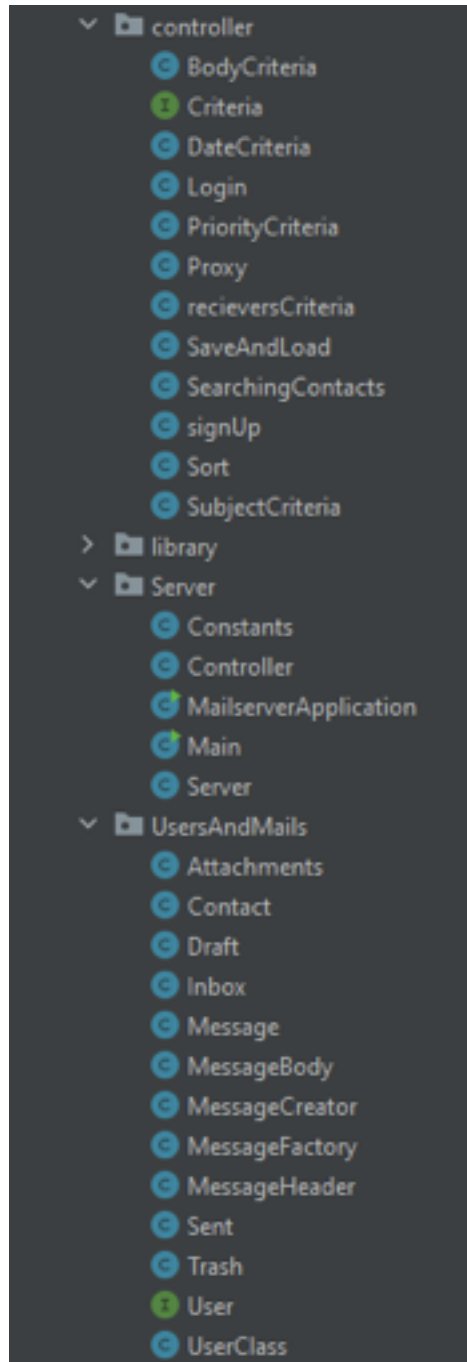 controller
BodyCriteria
Criteria
DateCriteria
Login
PriorityCriteria
Proxy
recieversCriteria
SaveAndLoad
SearchingContacts
signUp
Sort
SubjectCriteria
library
Server
Constants
Controller
MailserverApplication
Main
Server
UsersAndMails
Attachments
Contact
Draft
Inbox
Message
MessageBody
MessageCreator
MessageFactory
MessageHeader
Sent
Trash
User
UserClass